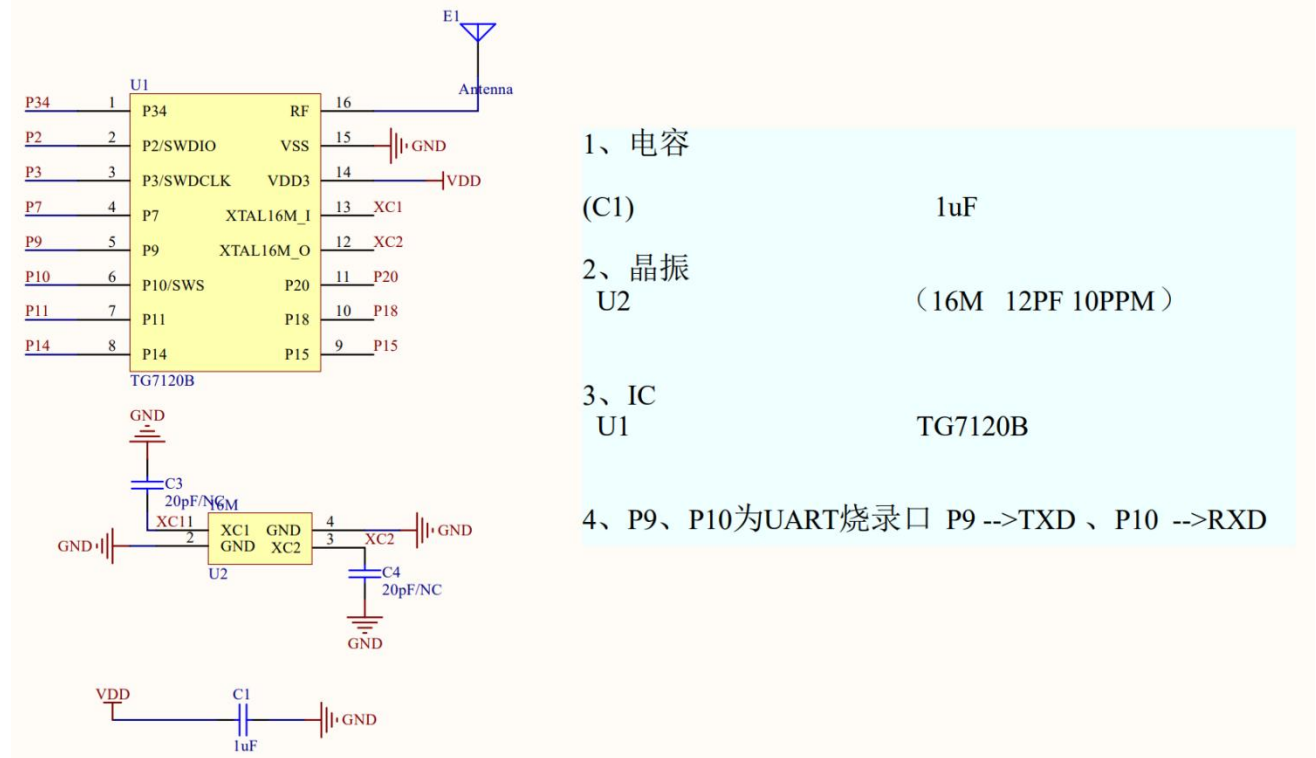 E1
Antenna
U1
P34 1 P34 RF 16
P2 2 P2/SWDIO VSS 15 GND
P3 3 P3/SWDCLK VDD3 14 VDD
P7 4 P7 XTAL16M_I 13 XC1
P9 5 P9 XTAL16M_O 12 XC2
P10 6 P10/SWS P20 11 P20
P11 7 P11 P18 10 P18
P14 8 P14 P15 9 P15
TG7120B
GND
C3
20pF/NC
16M
XC1 1 XC1 GND 4 GND
GND 2 GND XC2 3 XC2
U2
C4
20pF/NC
GND
VDD C1 GND
1uF
1、电容
(C1) 1uF
2、晶振
U2 （16M 12PF 10PPM）
3、IC
U1 TG7120B
4、P9、P10为UART烧录口 P9 -->TXD 、P10 -->RXD